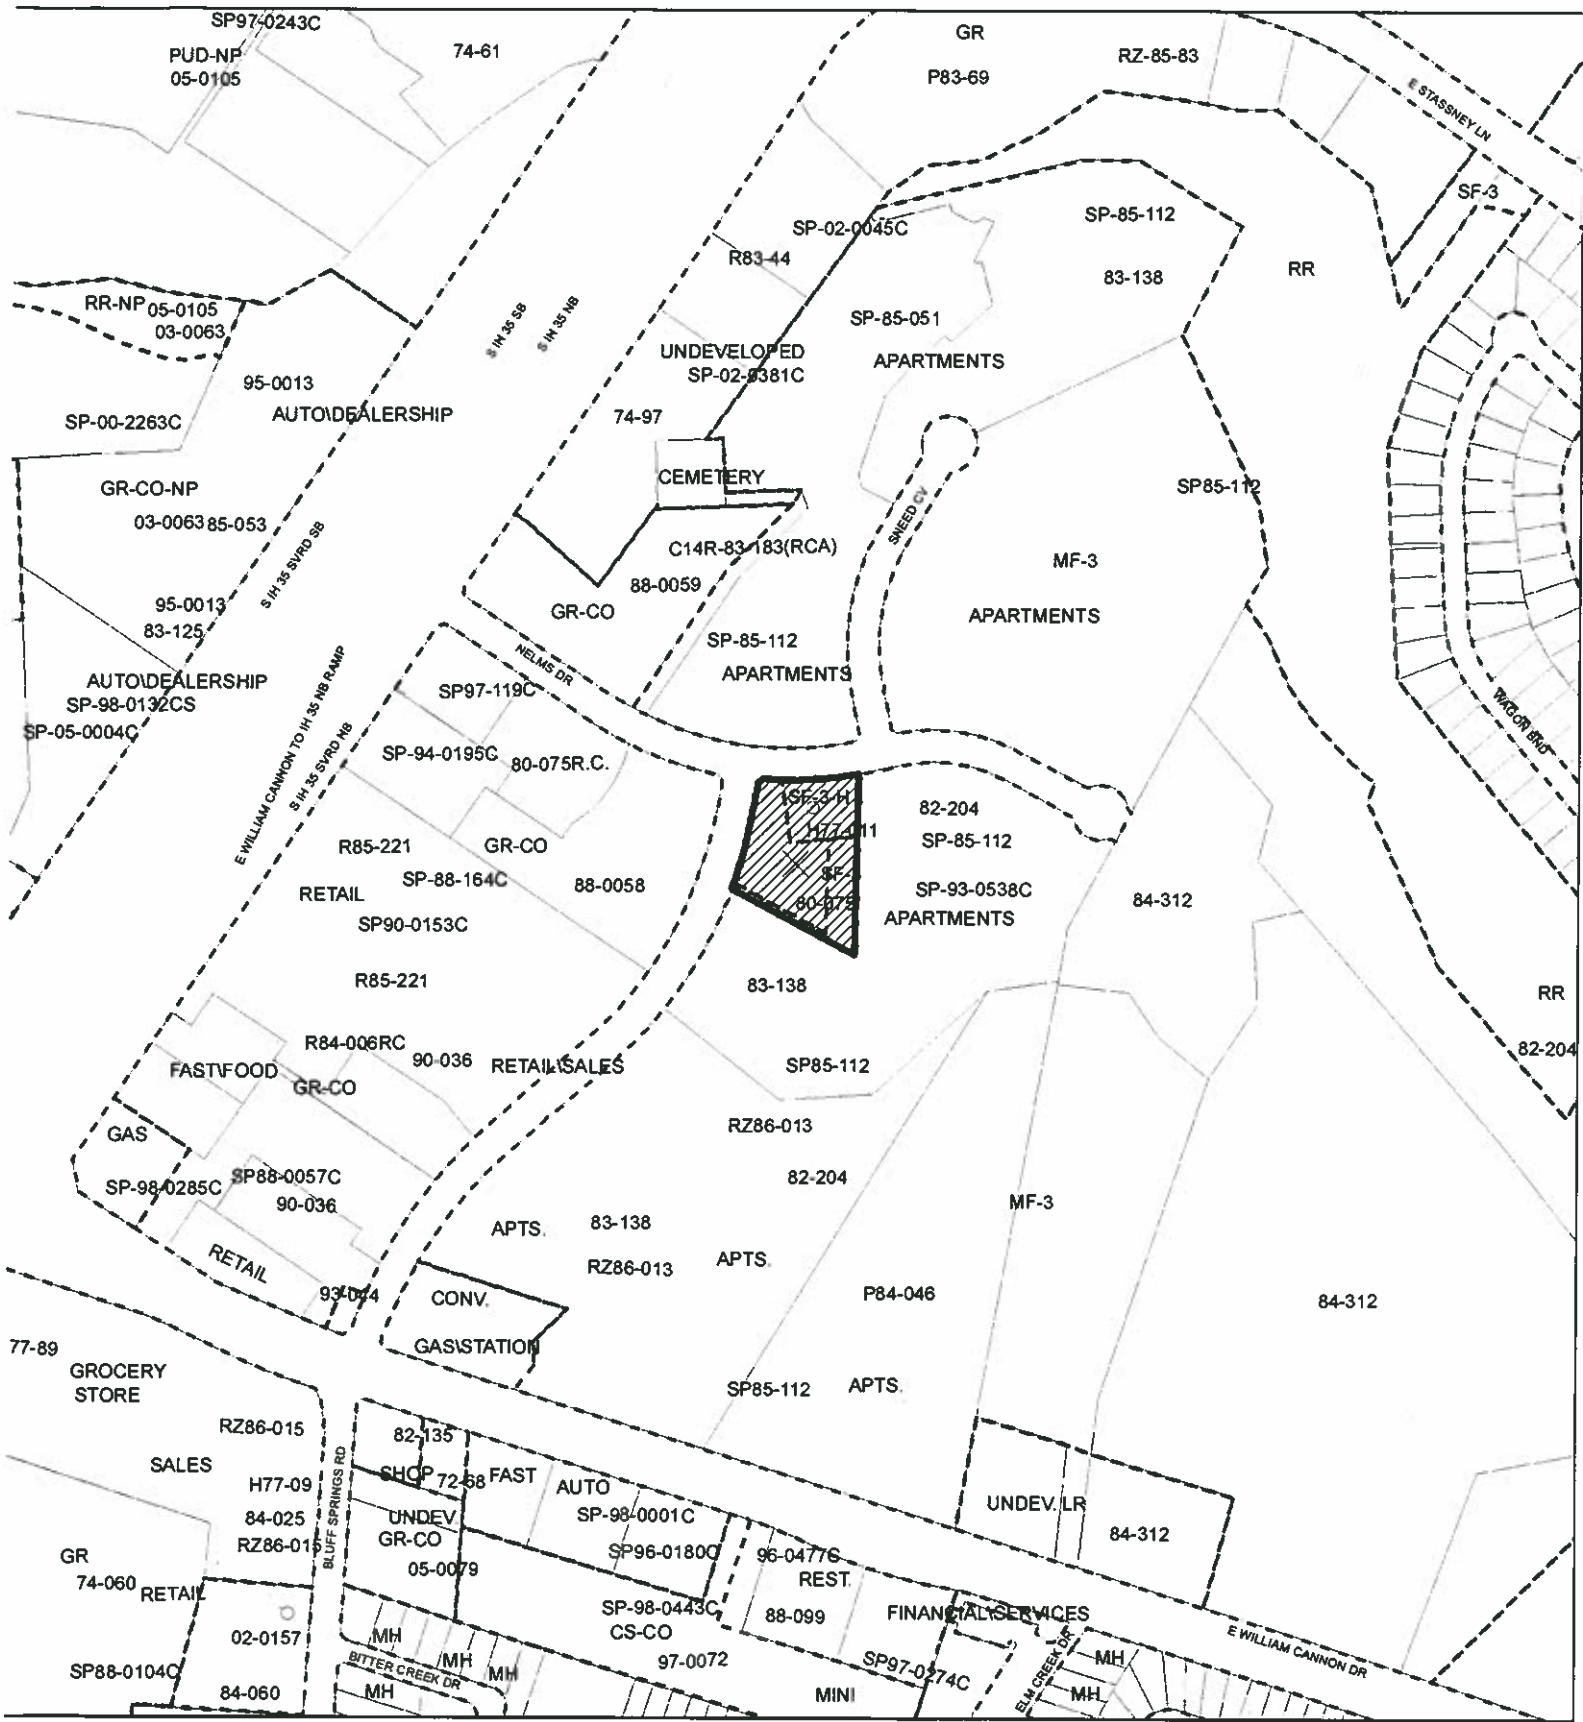 SP97-0243C
PUD-NP
05-0105
74-61
GR
P83-69
RZ-85-83
E STASSNEY LN
SF-3
SP-02-0045C
SP-85-112
R83-44
83-138
RR
RR-NP
05-0105
03-0063
S IH 35 SB
S IH 35 NB
SP-85-051
UNDEVELOPED
APARTMENTS
95-0013
74-97
SP-00-2263C
AUTO\DEALERSHIP
CEMETERY
GR-CO-NP
SP85-112
03-0063
85-053
S IH 35 SVRD SB
SNEED CV
C14R-83-183(RCA)
MF-3
88-0059
95-0013
GR-CO
APARTMENTS
83-125
SP-85-112
NELMS DR
APARTMENTS
AUTO\DEALERSHIP
SP-98-0132CS
SP97-119C
SP-05-0004C
WAGON BND
E WILLIAM CANNON TO IH 35 NB RAMP
S IH 35 SVRD NB
SP-94-0195C
80-075R.C.
SF-3-H
82-204
H77-011
SP-85-112
R85-221
GR-CO
SP-88-164C
88-0058
SP-93-0538C
RETAIL
80-075
84-312
SP90-0153C
APARTMENTS
R85-221
83-138
RR
R84-006RC
90-036
RETAIL\SALES
SP85-112
82-204
FAST\FOOD
GR-CO
GAS
RZ86-013
SP-98-0285C
SP88-0057C
82-204
90-036
MF-3
APTS.
83-138
RETAIL
RZ86-013
APTS.
93-044
CONV.
P84-046
84-312
GAS\STATION
77-89
GROCERY
STORE
SP85-112
APTS.
RZ86-015
82-135
SALES
SHOP
72-68
FAST
H77-09
AUTO
UNDEV. LR
84-025
UNDEV.
SP-98-0001C
84-312
BLUFF SPRINGS RD
GR-CO
GR
05-0079
74-060
RETAIL
REST.
SP-98-0443C
88-099
FINANCIAL\SERVICES
02-0157
MH
CS-CO
E WILLIAM CANNON DR
SP88-0104C
BITTER CREEK DR
MH
MH
97-0072
SP97-0274C
ELM CREEK DR
MH
84-060
MH
MINI
MH